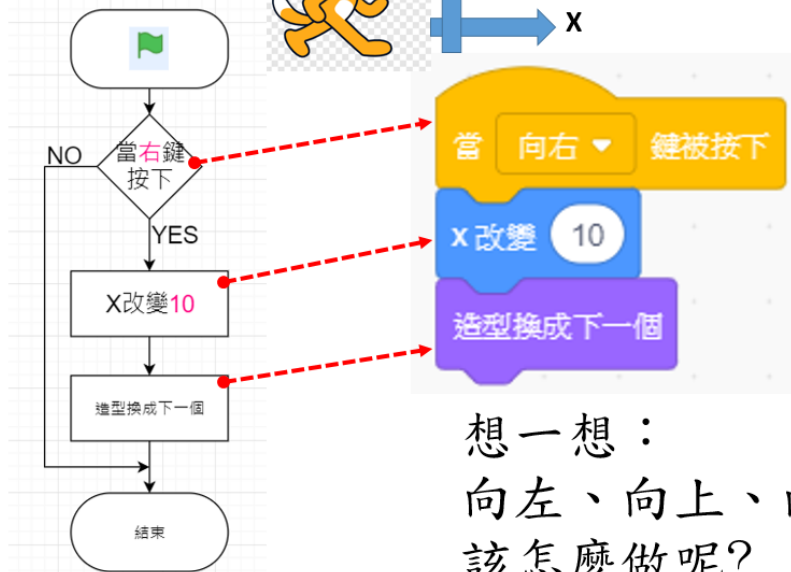 X
當右鍵
按下
NO
YES
X改變10
造型換成下一個
結束
當 向右 鍵被按下
x 改變 10
造型換成下一個
想一想：
向左、向上、
該怎麼做呢?